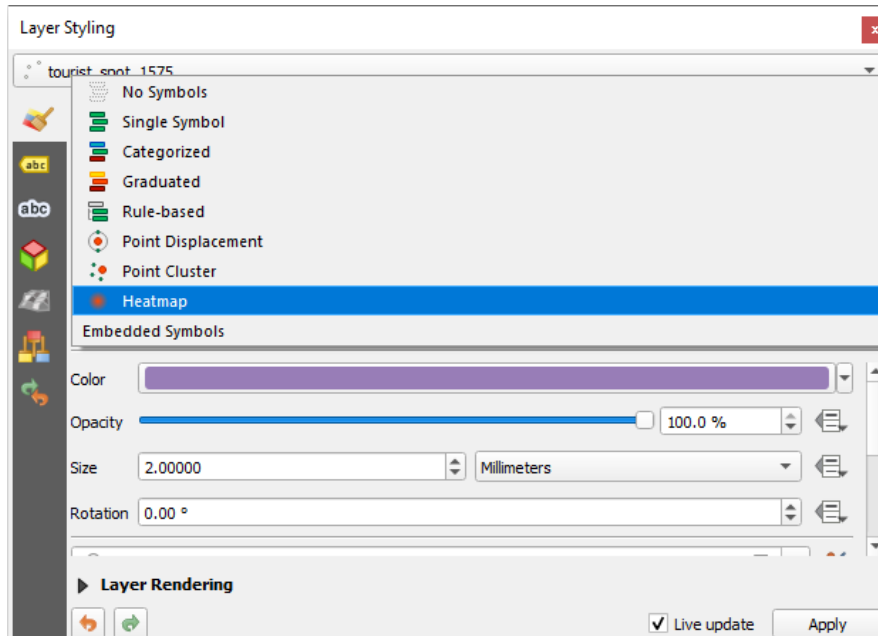 Layer Styling
x
tourist_spot_1575
No Symbols
Single Symbol
abc
Categorized
Graduated
abc
Rule-based
Point Displacement
Point Cluster
Heatmap
Embedded Symbols
Color
Opacity 100.0 %
Size 2.00000 Millimeters
Rotation 0.00 °
Layer Rendering
Live update Apply